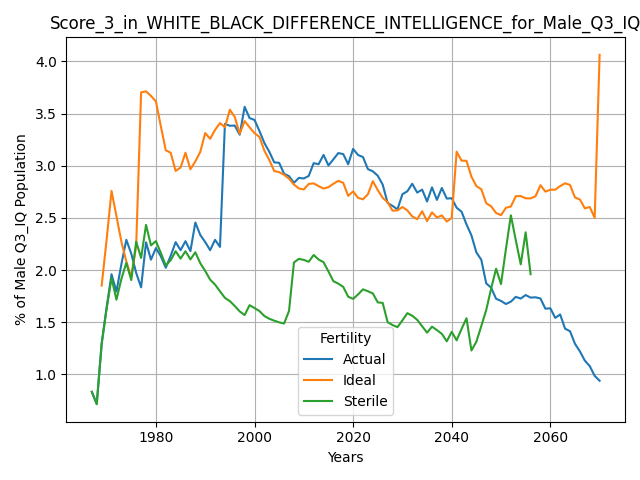 Score_3_in_WHITE_BLACK_DIFFERENCE_INTELLIGENCE_for_Male_Q3_IQ
4.0
3.5
3.0
2.5
2.0
1.5
1.0
% of Male Q3_IQ Population
Fertility
Actual
Ideal
Sterile
1980
2000
2020
2040
2060
Years